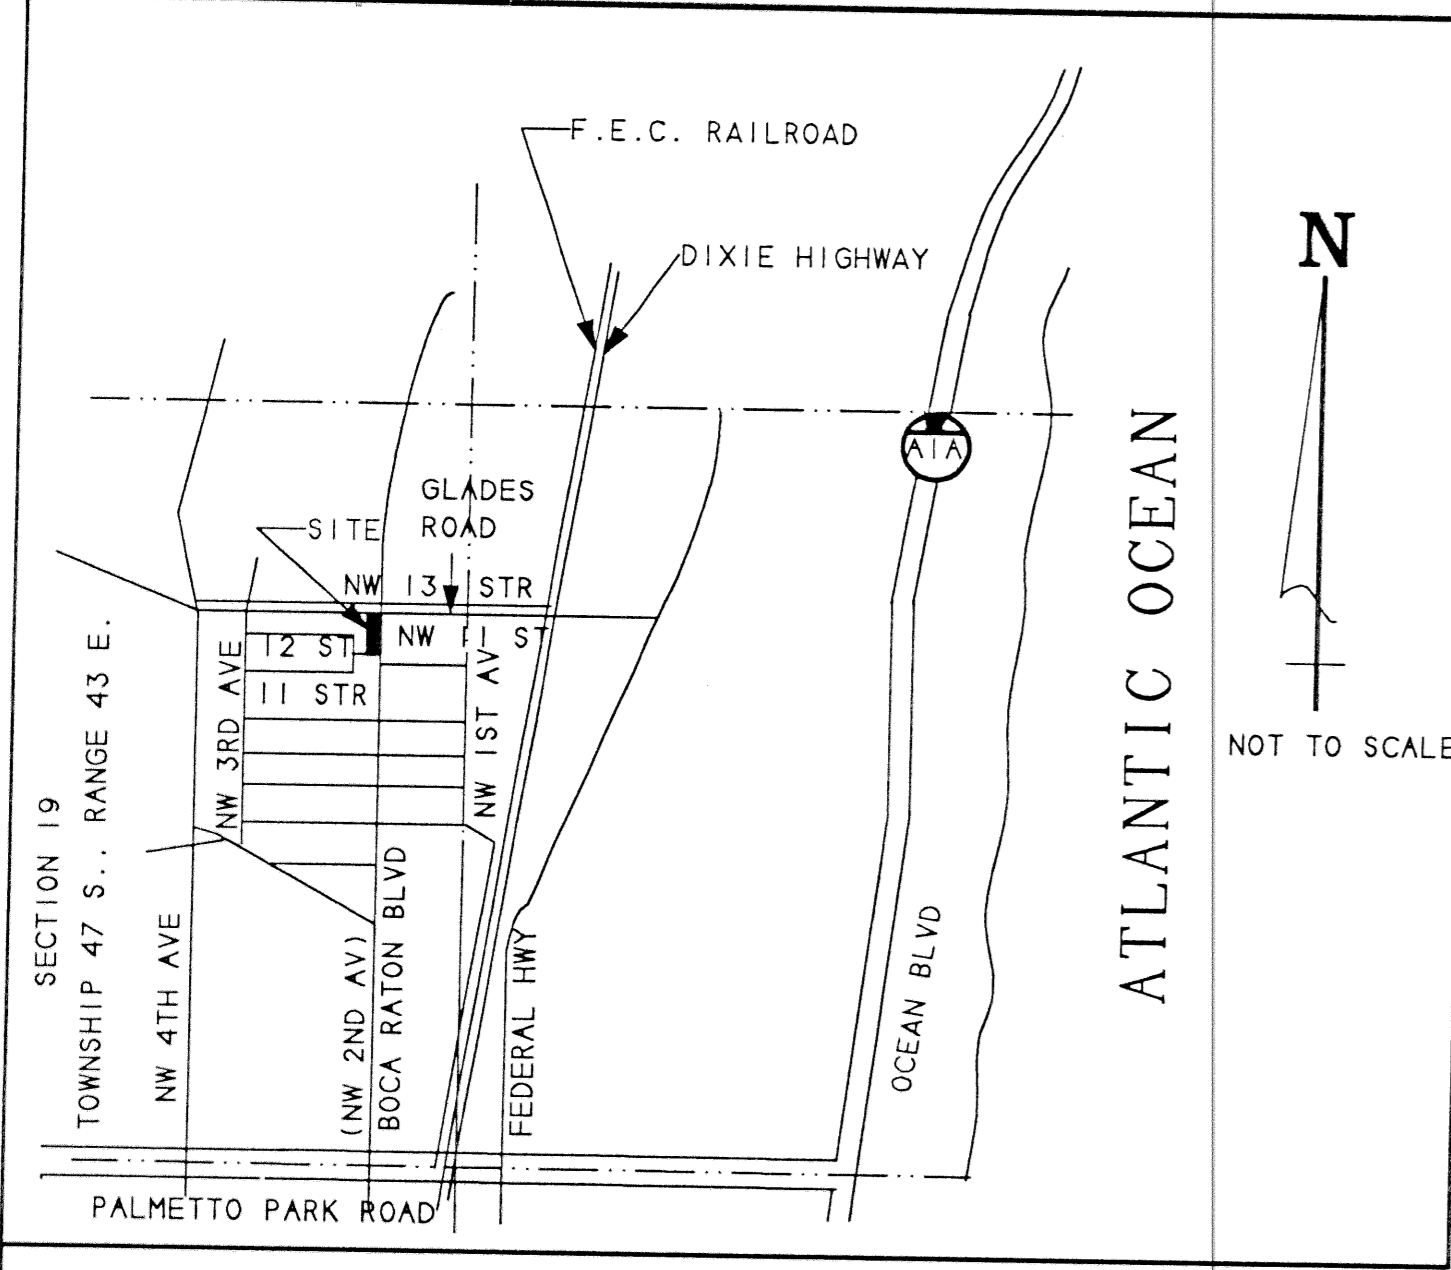 F.E.C. RAILROAD
N
DIXIE HIGHWAY
A1A
GLADES
ROAD
SITE
NW 13 STR
NW 11 ST
12 ST
11 STR
NW 3RD AVE
NW 1ST AV
NOT TO SCALE
ATLANTIC OCEAN
SECTION 19
TOWNSHIP 47 S., RANGE 43 E.
NW 4TH AVE
(NW 2ND AV)
BOCA RATON BLVD
FEDERAL HWY
OCEAN BLVD
PALMETTO PARK ROAD